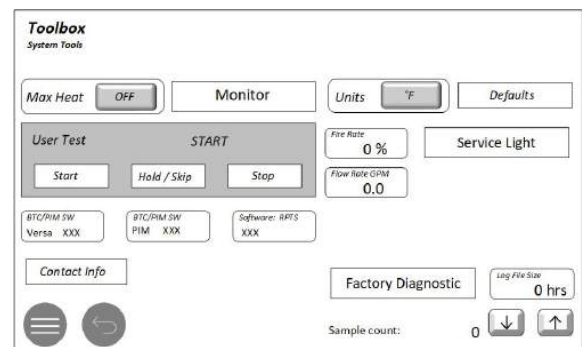 Toolbox
System Tools
Max Heat OFF Monitor Units °F Defaults
User Test START
Start Hold / Skip Stop
Fire Rate
0 %
Service Light
Flow Rate GPM
0.0
BTC/PIM SW
Versa XXX
BTC/PIM SW
PIM XXX
Software: RPTS
XXX
Contact Info
Factory Diagnostic
Log File Size
0 hrs
Sample count: 0